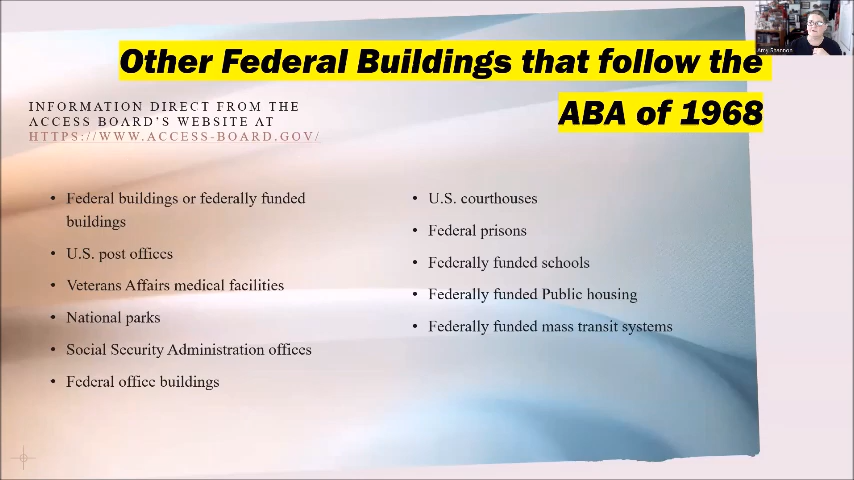 Other Federal Buildings that follow the
ABA of 1968
INFORMATION DIRECT FROM THE
ACCESS BOARD'S WEBSITE AT
HTTPS://WWW.ACCESS-BOARD.GOV/
• Federal buildings or federally funded
buildings
• U.S. post offices
• Veterans Affairs medical facilities
• National parks
• Social Security Administration offices
• Federal office buildings
• U.S. courthouses
• Federal prisons
• Federally funded schools
• Federally funded Public housing
• Federally funded mass transit systems
Amy Shannon